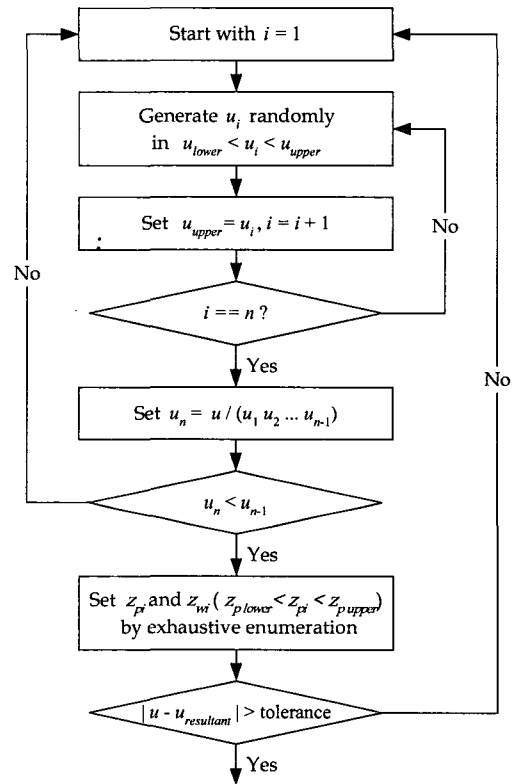 Start with i = 1
Generate u_i randomly
in u_lower < u_i < u_upper
Set u_upper = u_i, i = i + 1
No
No
i == n ?
Yes
No
Set u_n = u / (u_1 u_2 ... u_n-1)
u_n < u_n-1
Yes
Set z_pi and z_wi ( z_p lower < z_pi < z_p upper)
by exhaustive enumeration
| u - u_resultant | > tolerance
Yes